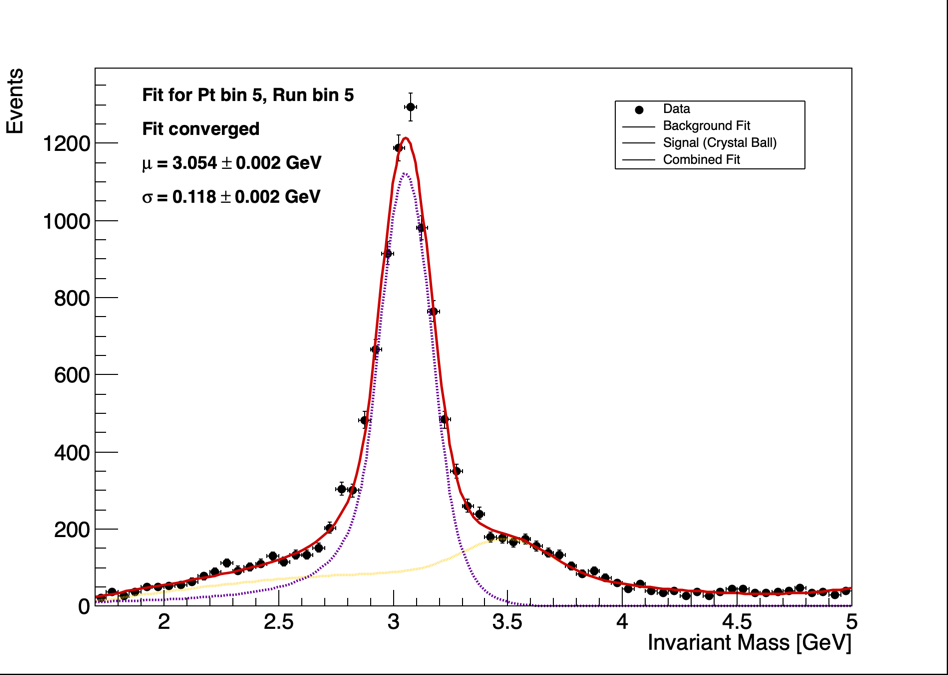 Events
Fit for Pt bin 5, Run bin 5
Fit converged
μ = 3.054 ± 0.002 GeV
σ = 0.118 ± 0.002 GeV
Data
Background Fit
Signal (Crystal Ball)
Combined Fit
1200
1000
800
600
400
200
0
2 2.5 3 3.5 4 4.5 5
Invariant Mass [GeV]